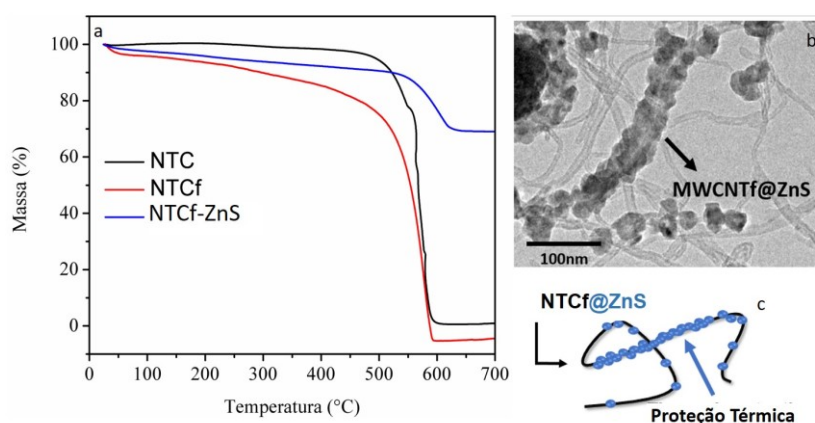 a
100
80
60
40
20
0
Massa (%)
NTC
NTCf
NTCf-ZnS
0 100 200 300 400 500 600 700
Temperatura (°C)
b
MWCNTf@ZnS
100nm
NTCf@ZnS
c
Proteção Térmica